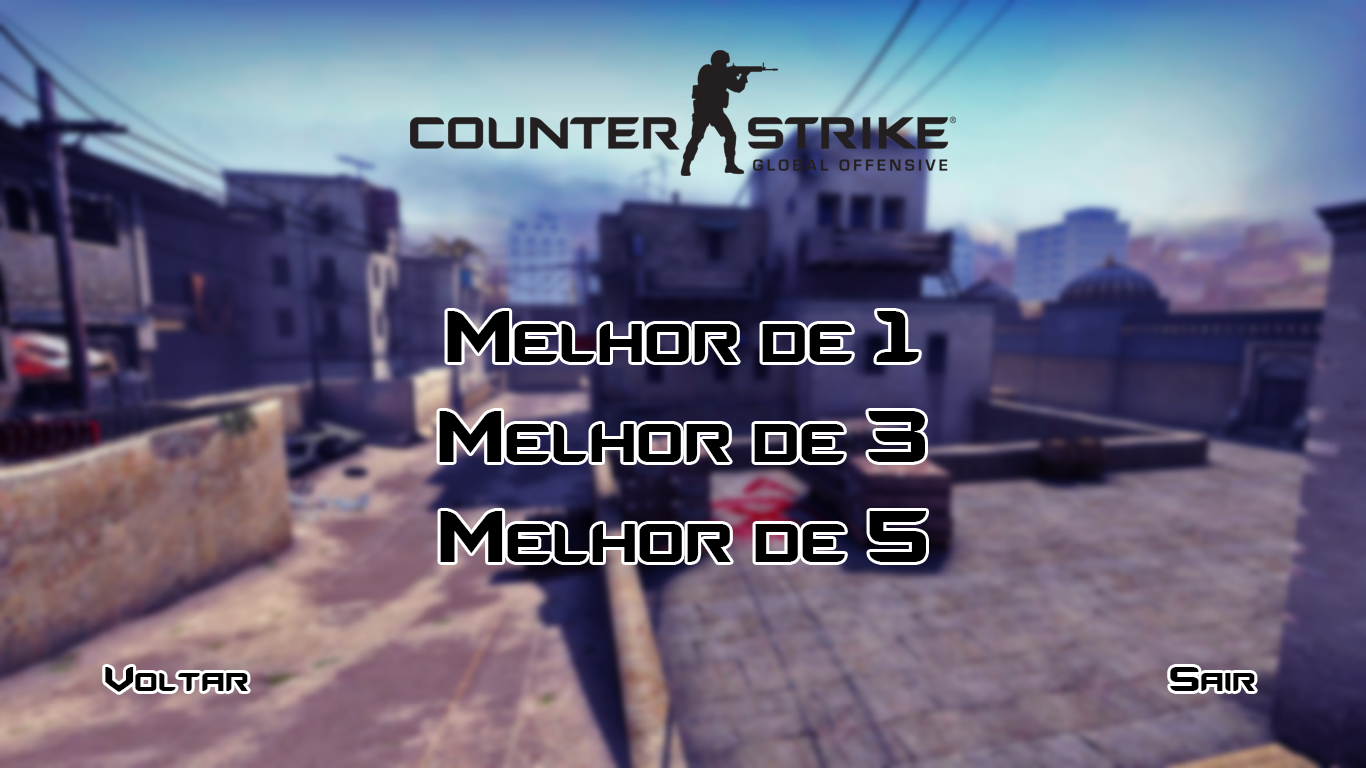 COUNTER STRIKE®
GLOBAL OFFENSIVE
Melhor de 1
Melhor de 3
Melhor de 5
Voltar
Sair